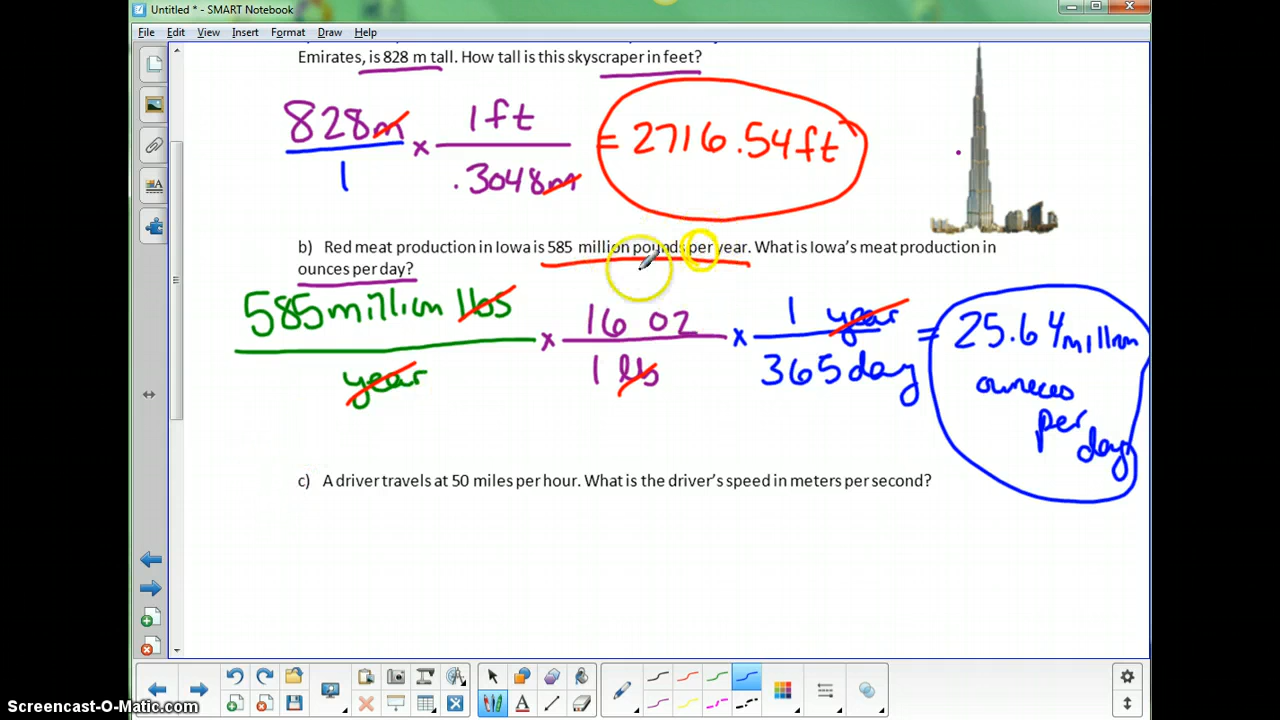 Untitled * - SMART Notebook
File Edit View Insert Format Draw Help
Emirates, is 828 m tall. How tall is this skyscraper in feet?
828m x 1ft = 2716.54ft
1 .3048m
b) Red meat production in Iowa is 585 million pounds per year. What is Iowa's meat production in
ounces per day?
585 million lbs x 16 oz x 1 year = 25.64 million
year 1 lb 365 day ounces
per
day
c) A driver travels at 50 miles per hour. What is the driver's speed in meters per second?
Screencast-O-Matic.com